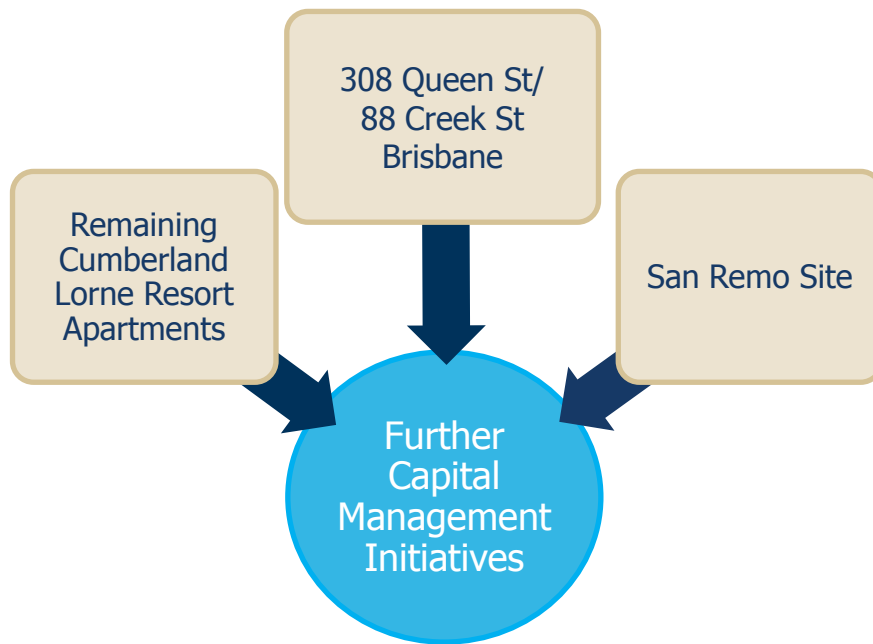 308 Queen St/
88 Creek St
Brisbane
Remaining
Cumberland
Lorne Resort
Apartments
San Remo Site
Further
Capital
Management
Initiatives